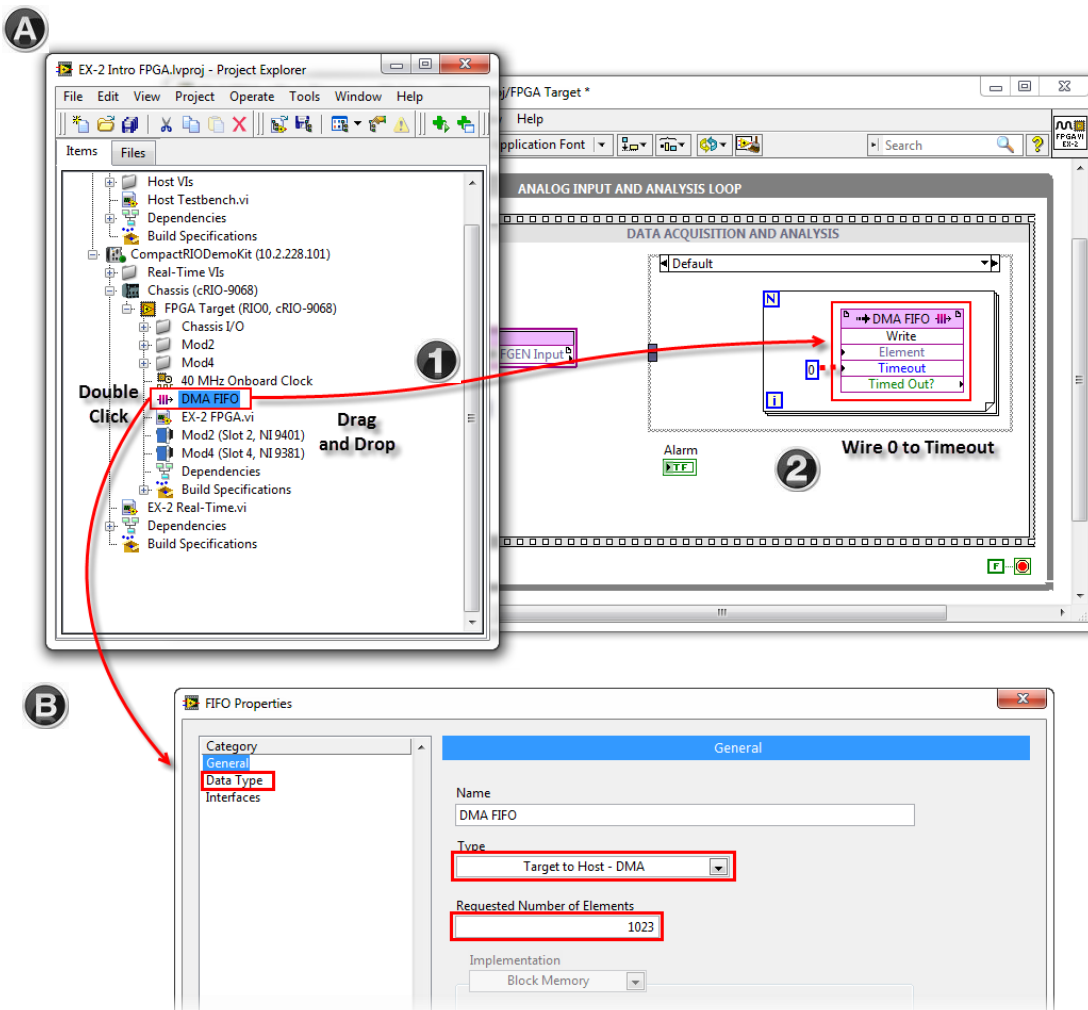 A
EX-2 Intro FPGA.lvproj - Project Explorer
File Edit View Project Operate Tools Window Help
Items Files
Host VIs
Host Testbench.vi
Dependencies
Build Specifications
CompactRIODemoKit (10.2.228.101)
Real-Time VIs
Chassis (cRIO-9068)
FPGA Target (RIO0, cRIO-9068)
Chassis I/O
Mod2
Mod4
40 MHz Onboard Clock
DMA FIFO
EX-2 FPGA.vi
Mod2 (Slot 2, NI 9401)
Mod4 (Slot 4, NI 9381)
Dependencies
Build Specifications
EX-2 Real-Time.vi
Dependencies
Build Specifications
Double
Click
Drag
and Drop
1
j/FPGA Target *
Help
pplication Font
Search
?
FPGA VI
EX-2
ANALOG INPUT AND ANALYSIS LOOP
DATA ACQUISITION AND ANALYSIS
Default
FGEN Input
N
DMA FIFO
Write
Element
0 Timeout
Timed Out?
i
Alarm
TF
2
Wire 0 to Timeout
F
B
FIFO Properties
Category
General
Data Type
Interfaces
General
Name
DMA FIFO
Type
Target to Host - DMA
Requested Number of Elements
1023
Implementation
Block Memory